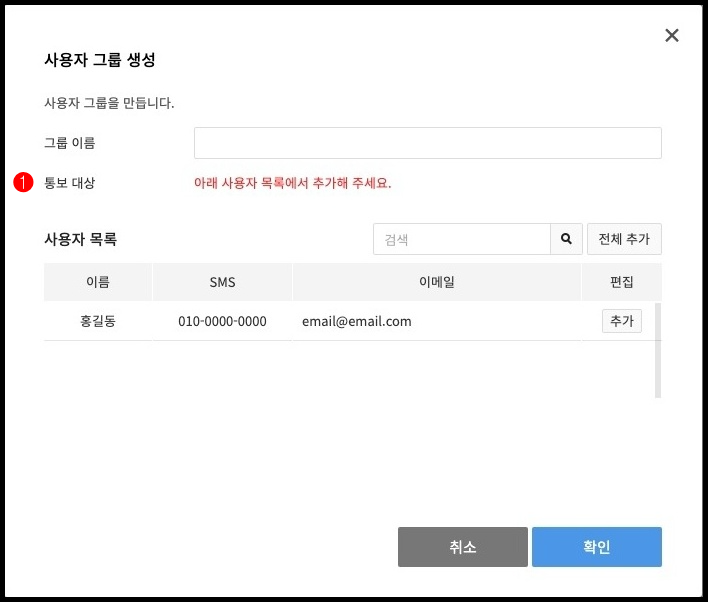 사용자 그룹 생성
사용자 그룹을 만듭니다.
그룹 이름
1 통보 대상 아래 사용자 목록에서 추가해 주세요.
사용자 목록 검색 전체 추가
이름 SMS 이메일 편집
홍길동 010-0000-0000 email@email.com 추가
취소 확인